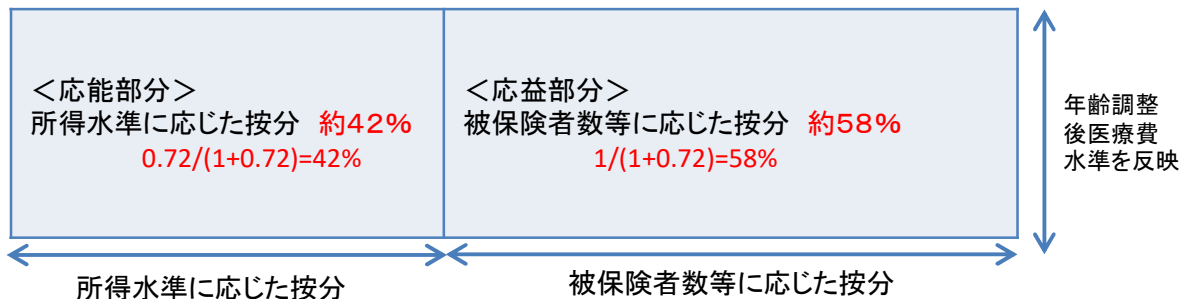 ＜応能部分＞
所得水準に応じた按分　約４２％
0.72/(1+0.72)=42%
＜応益部分＞
被保険者数等に応じた按分　約５８％
1/(1+0.72)=58%
年齢調整
後医療費
水準を反映
所得水準に応じた按分
被保険者数等に応じた按分